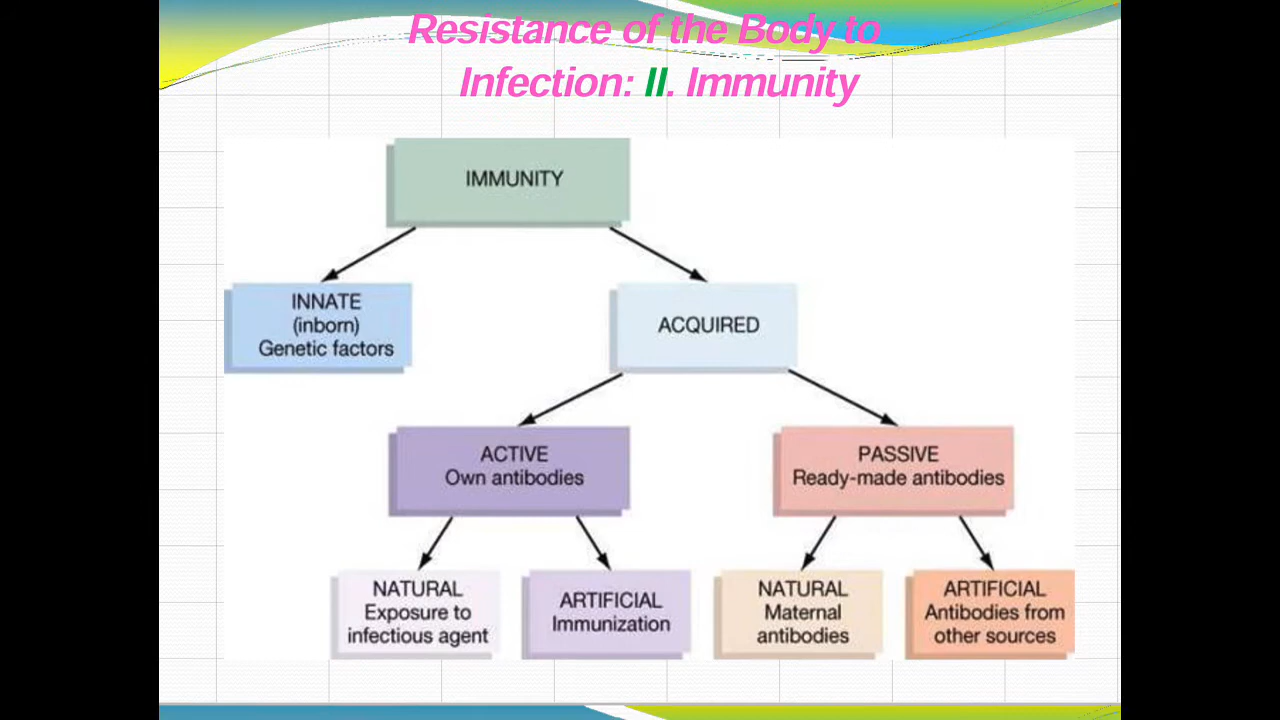 Resistance of the Body to
Infection: II. Immunity
IMMUNITY
INNATE
(inborn)
Genetic factors
ACQUIRED
ACTIVE
Own antibodies
PASSIVE
Ready-made antibodies
NATURAL
Exposure to
infectious agent
ARTIFICIAL
Immunization
NATURAL
Maternal
antibodies
ARTIFICIAL
Antibodies from
other sources